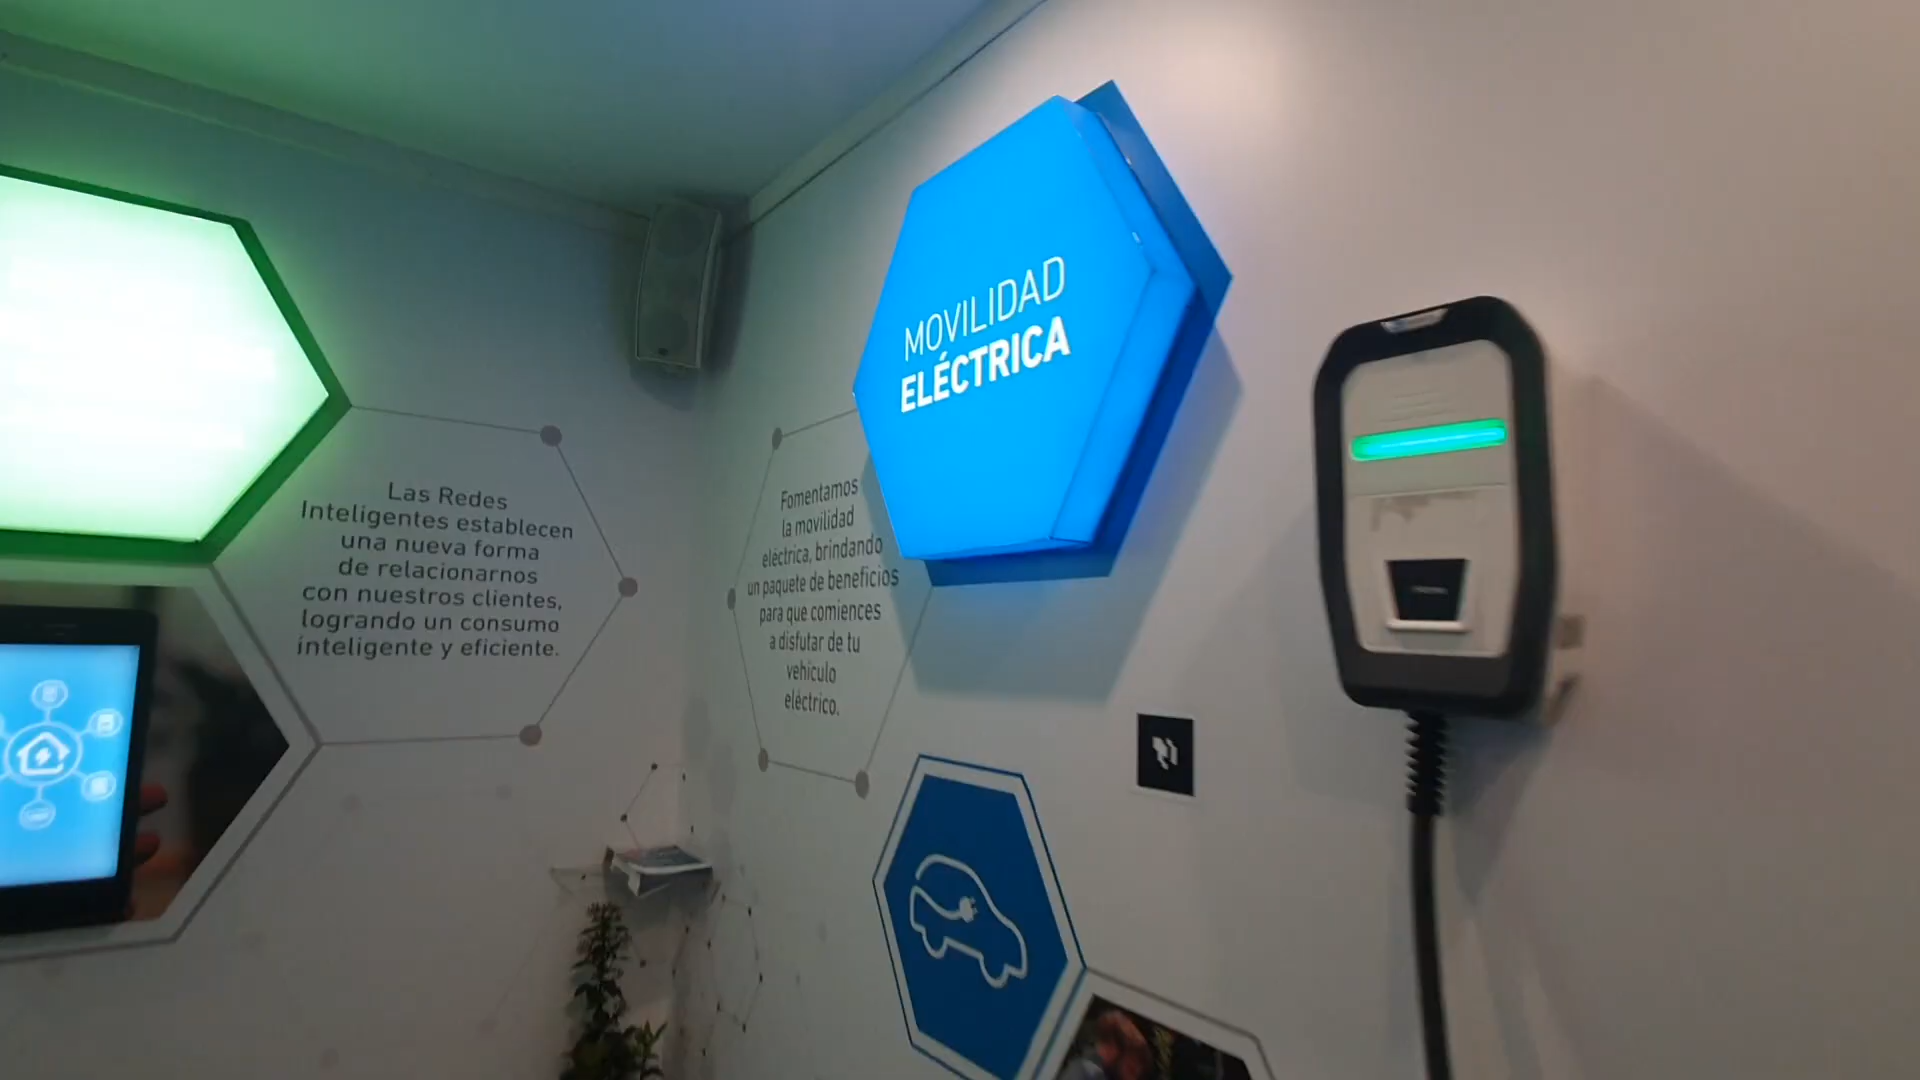 Las Redes
Inteligentes establecen
una nueva forma
de relacionarnos
con nuestros clientes,
logrando un consumo
inteligente y eficiente.
MOVILIDAD
ELÉCTRICA
Fomentamos
la movilidad
eléctrica, brindando
un paquete de beneficios
para que comiences
a disfutar de tu
vehículo
eléctrico.